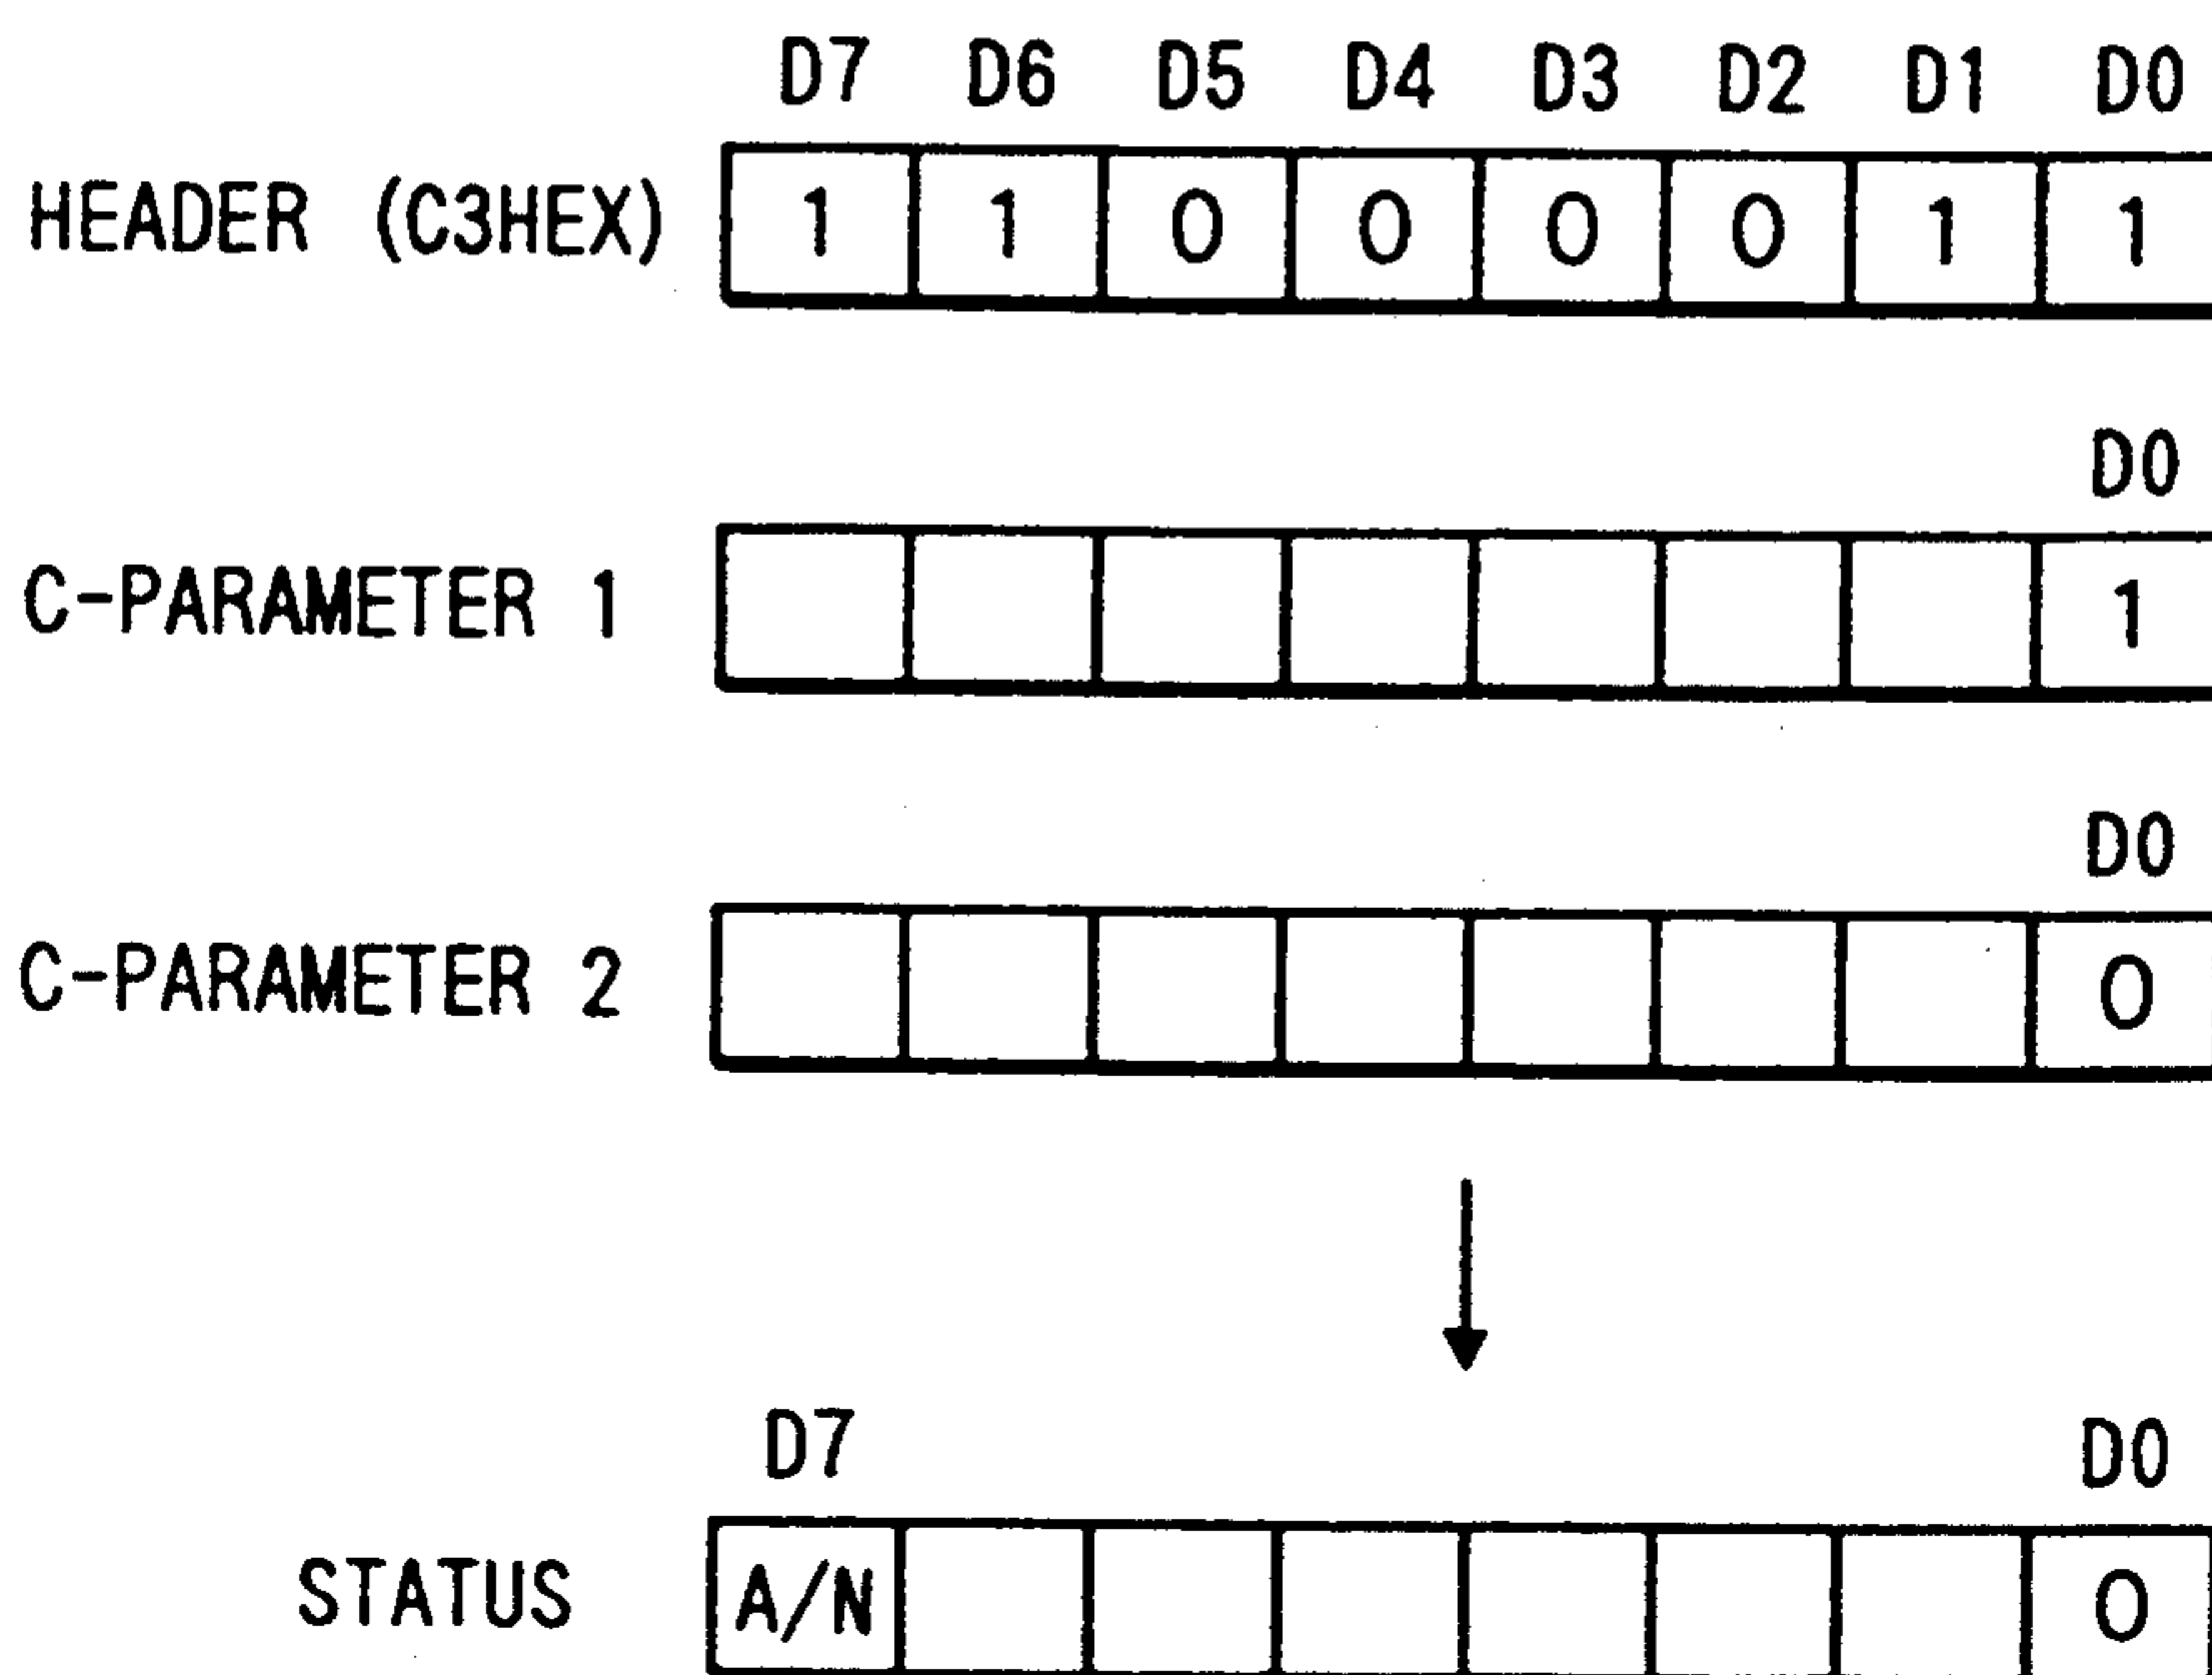 D7 D6 D5 D4 D3 D2 D1 D0
HEADER (C3HEX) 1 1 0 0 0 0 1 1
D0
C-PARAMETER 1 1
D0
C-PARAMETER 2 0
D7 D0
STATUS A/N 0